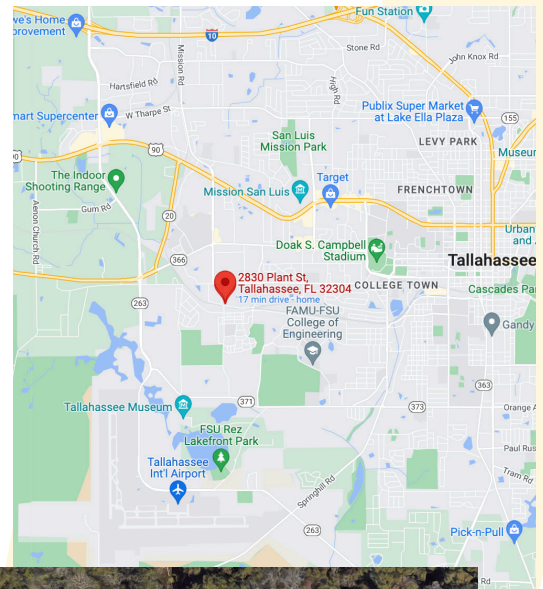 Fun Station
we's Home
provement
10
Stone Rd
John Knox Rd
Mission Rd
Hartsfield Rd
High Rd
W Tharpe St
mart Supercenter
Publix Super Market
at Lake Ella Plaza
155
San Luis
Mission Park
LEVY PARK
90
Museum
The Indoor
Shooting Range
Mission San Luis
Target
FRENCHTOWN
Gum Rd
Aenon Church Rd
20
Urban
and
Doak S. Campbell
Stadium
Tallahassee
366
2830 Plant St,
Tallahassee, FL 32304
17 min drive - home
COLLEGE TOWN
Cascades Par
263
FAMU-FSU
College of
Engineering
Gandy
363
Tallahassee Museum
371
373
Orange A
FSU Rez
Lakefront Park
Paul Rus
Tallahassee
Int'l Airport
Tram Rd
Springhill Rd
263
Pick-n-Pull
Rd